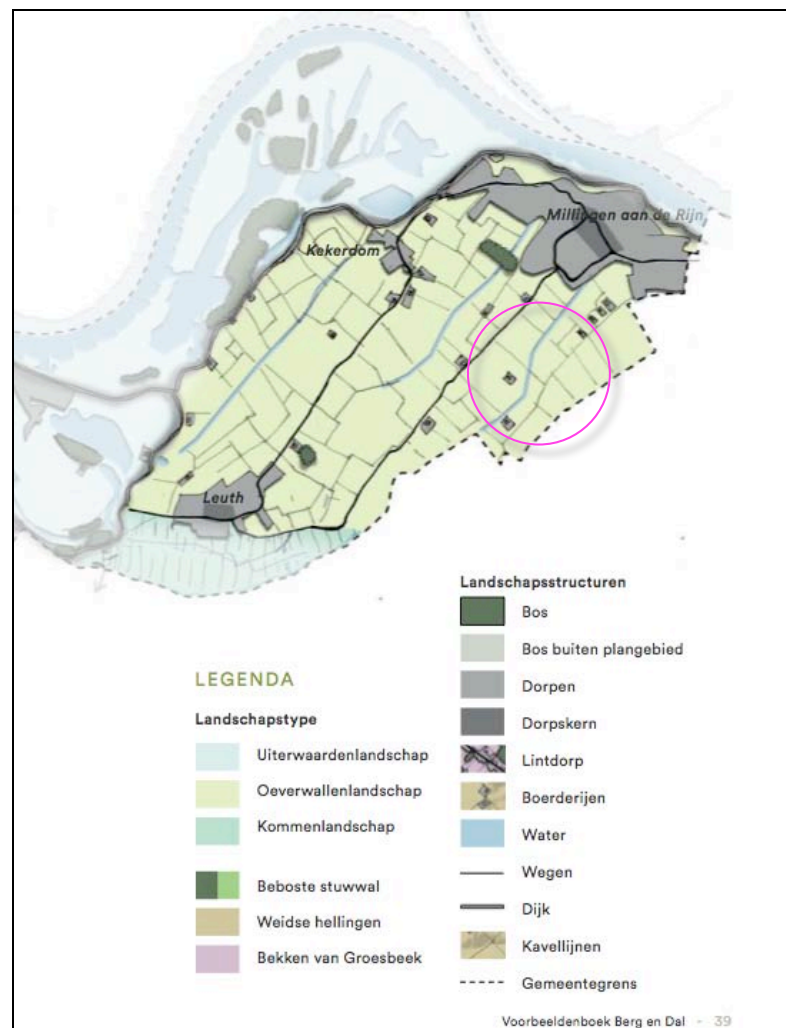 Millingen aan de Rijn
Kekerdom
Leuth
LEGENDA
Landschapstype
Uiterwaardenlandschap
Oeverwallenlandschap
Kommenlandschap
Beboste stuwwal
Weidse hellingen
Bekken van Groesbeek
Landschapsstructuren
Bos
Bos buiten plangebied
Dorpen
Dorpskern
Lintdorp
Boerderijen
Water
Wegen
Dijk
Kavellijnen
Gemeentegrens
Voorbeeldenboek Berg en Dal - 39